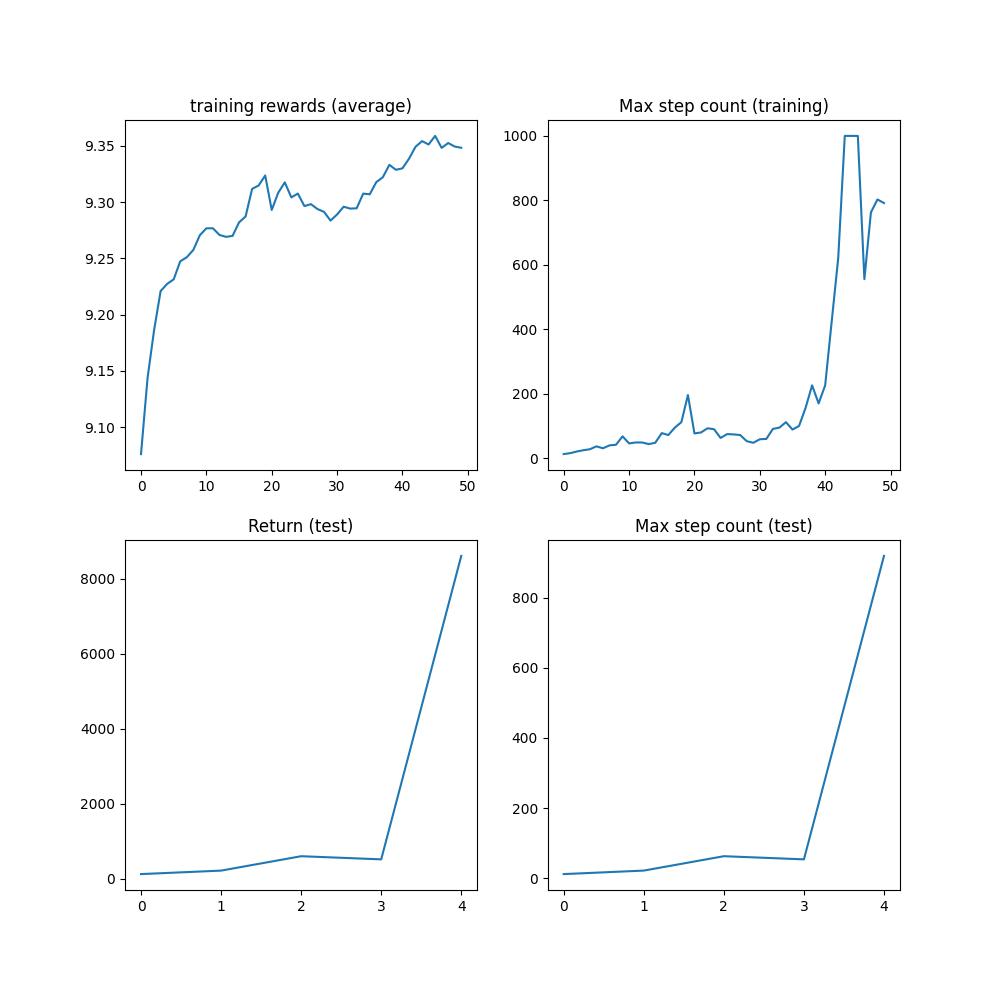 training rewards (average)
9.35
9.30
9.25
9.20
9.15
9.10
0 10 20 30 40 50
Max step count (training)
1000
800
600
400
200
0
0 10 20 30 40 50
Return (test)
8000
6000
4000
2000
0
0 1 2 3 4
Max step count (test)
800
600
400
200
0
0 1 2 3 4